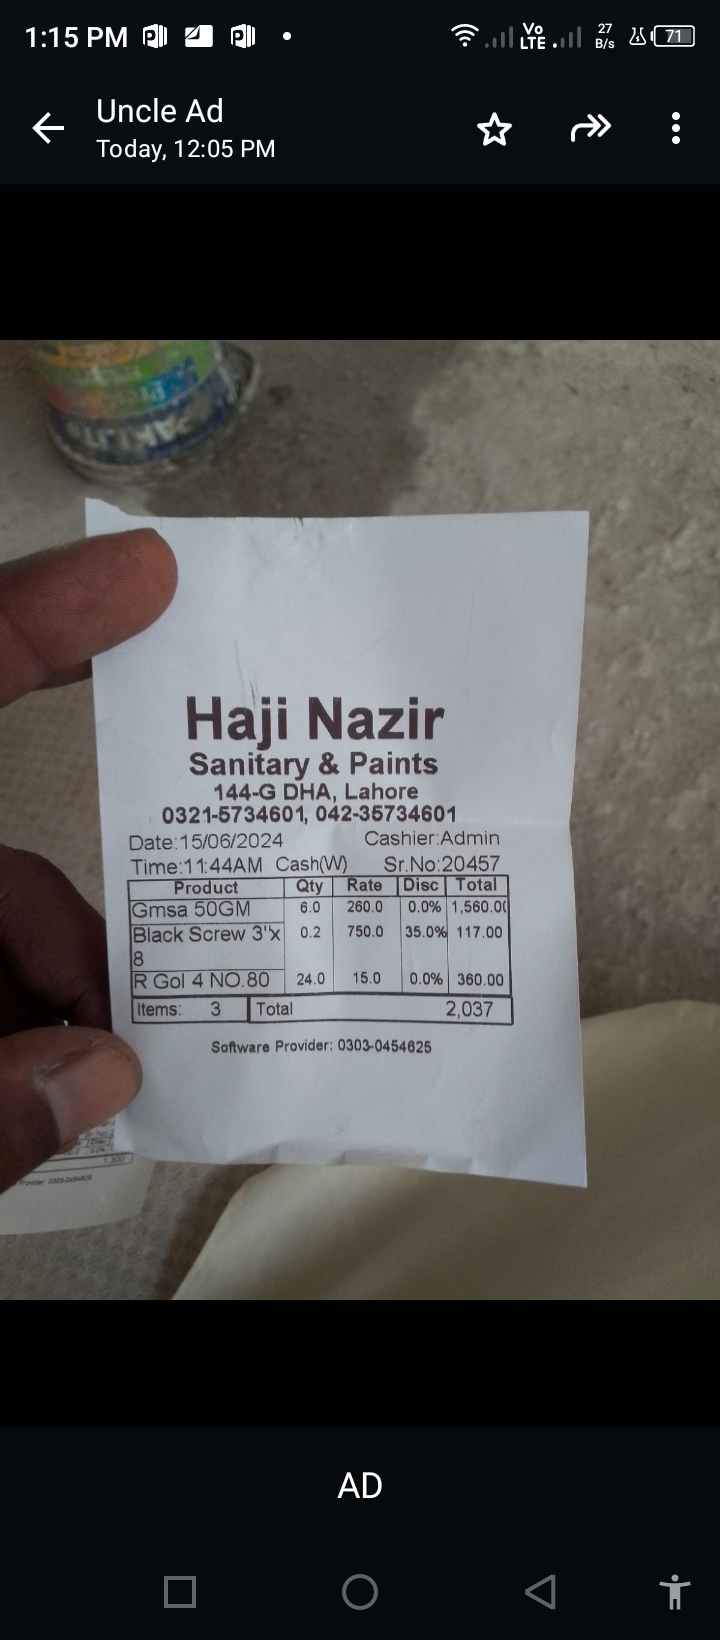 1:15 PM
Vo LTE 27 B/s 71
Uncle Ad
Today, 12:05 PM
Haji Nazir
Sanitary & Paints
144-G DHA, Lahore
0321-5734601, 042-35734601
Date:15/06/2024 Cashier:Admin
Time:11:44AM Cash(W) Sr.No:20457
Product Qty Rate Disc Total
Gmsa 50GM 6.0 260.0 0.0% 1,560.00
Black Screw 3"x 0.2 750.0 35.0% 117.00
8
R Gol 4 NO.80 24.0 15.0 0.0% 360.00
Items: 3 Total 2,037
Software Provider: 0303-0454625
Provider: 0303-0454625
AD